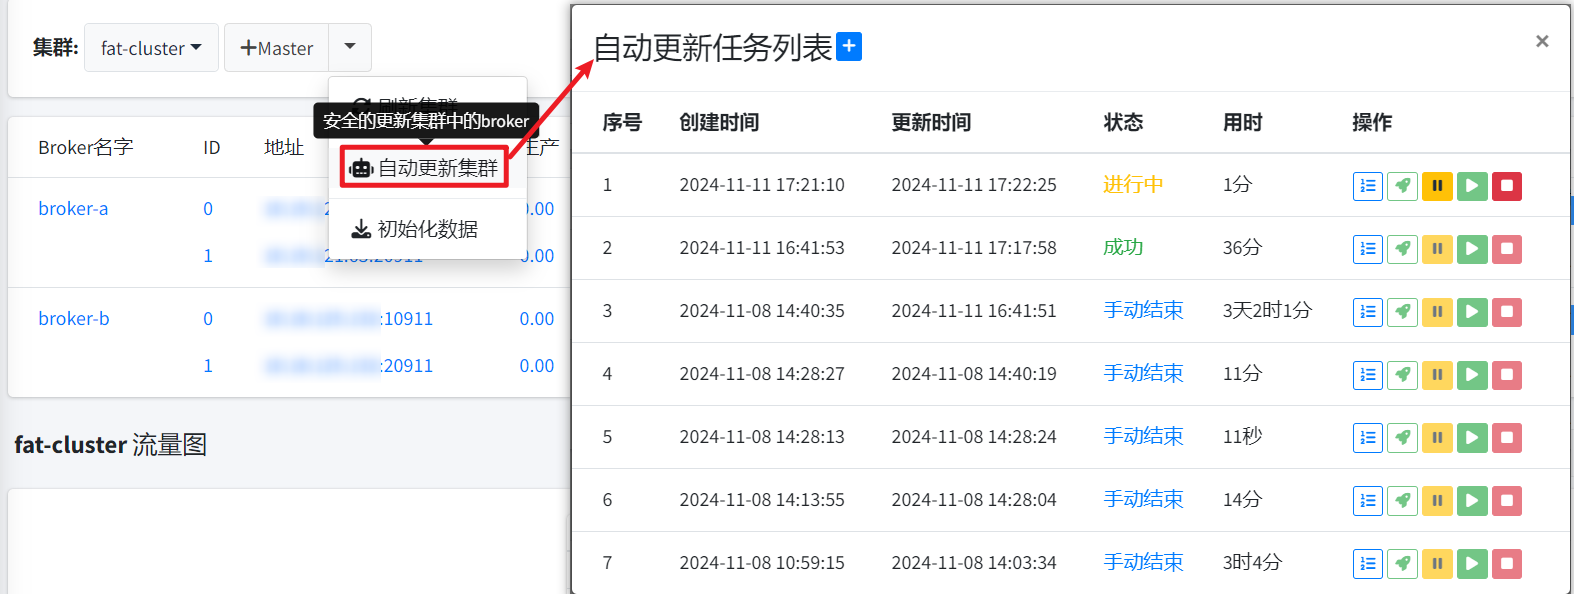 集群: fat-cluster +Master
刷新集群
安全的更新集群中的broker
自动更新集群
初始化数据
Broker名字 ID 地址 生产
broker-a 0 0.00
1 0.00
broker-b 0 :10911 0.00
1 :20911 0.00
fat-cluster 流量图
自动更新任务列表 + ×
序号 创建时间 更新时间 状态 用时 操作
1 2024-11-11 17:21:10 2024-11-11 17:22:25 进行中 1分
2 2024-11-11 16:41:53 2024-11-11 17:17:58 成功 36分
3 2024-11-08 14:40:35 2024-11-11 16:41:51 手动结束 3天2时1分
4 2024-11-08 14:28:27 2024-11-08 14:40:19 手动结束 11分
5 2024-11-08 14:28:13 2024-11-08 14:28:24 手动结束 11秒
6 2024-11-08 14:13:55 2024-11-08 14:28:04 手动结束 14分
7 2024-11-08 10:59:15 2024-11-08 14:03:34 手动结束 3时4分